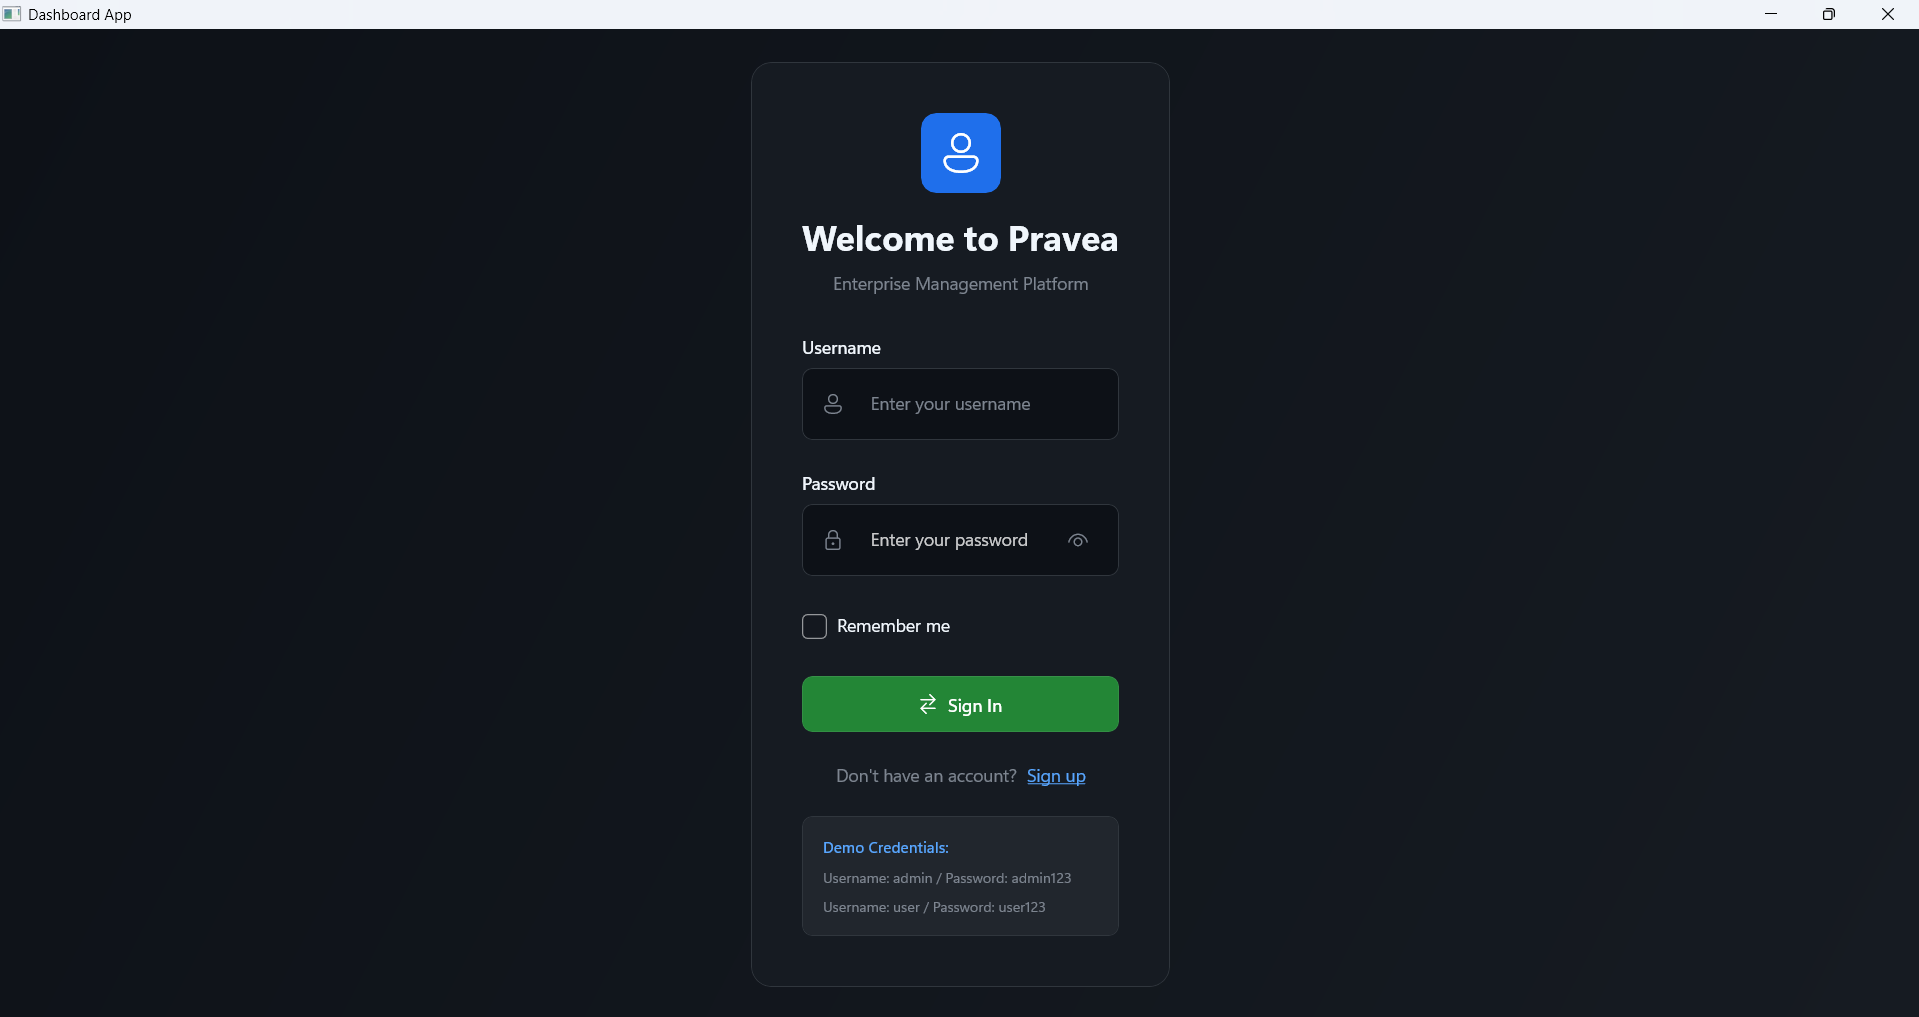 Dashboard App
Welcome to Pravea
Enterprise Management Platform
Username
Enter your username
Password
Enter your password
Remember me
Sign In
Don't have an account? Sign up
Demo Credentials:
Username: admin / Password: admin123
Username: user / Password: user123